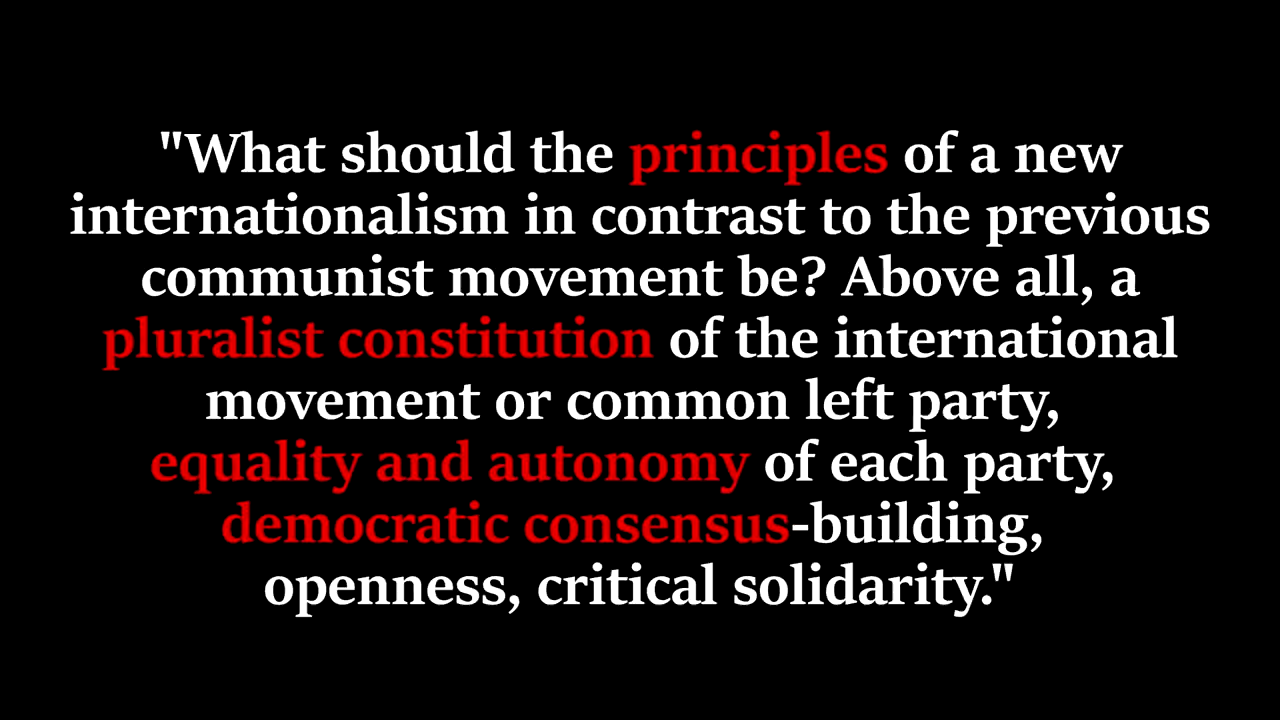 "What should the principles of a new
internationalism in contrast to the previous
communist movement be? Above all, a
pluralist constitution of the international
movement or common left party,
equality and autonomy of each party,
democratic consensus-building,
openness, critical solidarity."